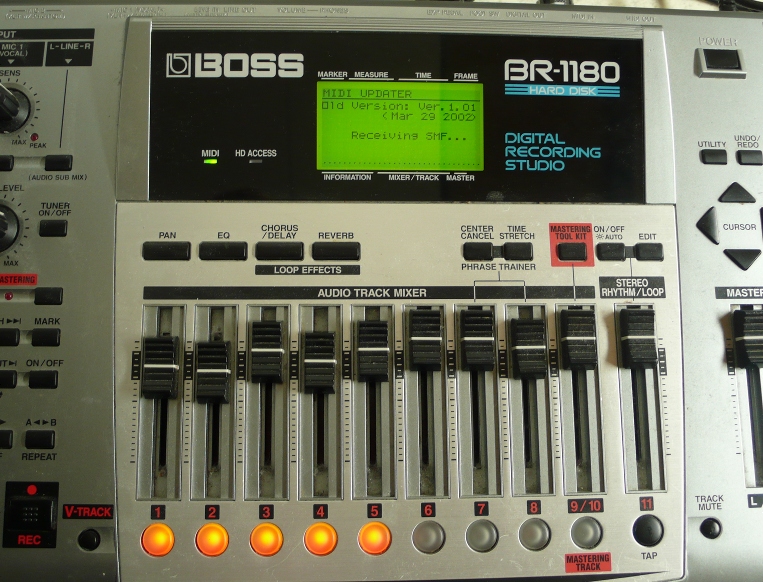 PUT
MIC 1
(VOCAL)
L-LINE-R
SENS
MAX
PEAK
(AUDIO SUB MIX)
LEVEL
TUNER
ON/OFF
MAX
MASTERING
MARK
ON/OFF
A◄►B
REPEAT
REC
V-TRACK
BOSS
MARKER
MEASURE
TIME
FRAME
BR-1180
HARD DISK
MIDI UPDATER
Old Version: Ver.1.01
(Mar 29 2002)
Receiving SMF...
MIDI
HD ACCESS
INFORMATION
MIXER/TRACK
MASTER
DIGITAL
RECORDING
STUDIO
POWER
UTILITY
UNDO/
REDO
CURSOR
PAN
EQ
CHORUS
/DELAY
REVERB
LOOP EFFECTS
CENTER
CANCEL
TIME
STRETCH
PHRASE TRAINER
MASTERING
TOOL KIT
ON/OFF
AUTO
EDIT
AUDIO TRACK MIXER
STEREO
RHYTHM/LOOP
MASTER
1
2
3
4
5
6
7
8
9/10
11
MASTERING
TRACK
TAP
TRACK
MUTE
L